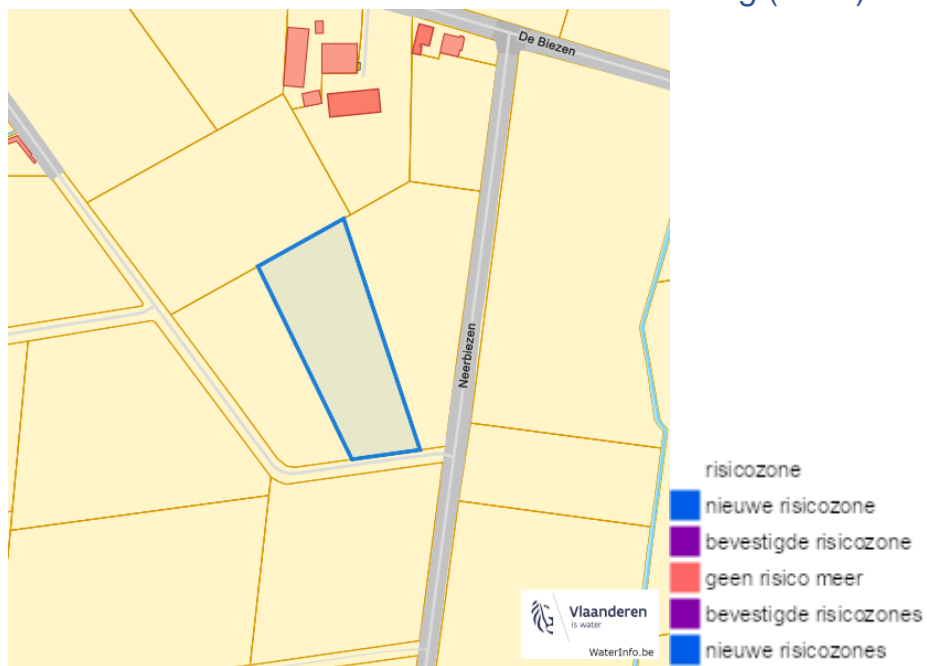 De Biezen
Neerbiezen
Vlaanderen
is water
WaterInfo.be
risicozone
nieuwe risicozone
bevestigde risicozone
geen risico meer
bevestigde risicozones
nieuwe risicozones